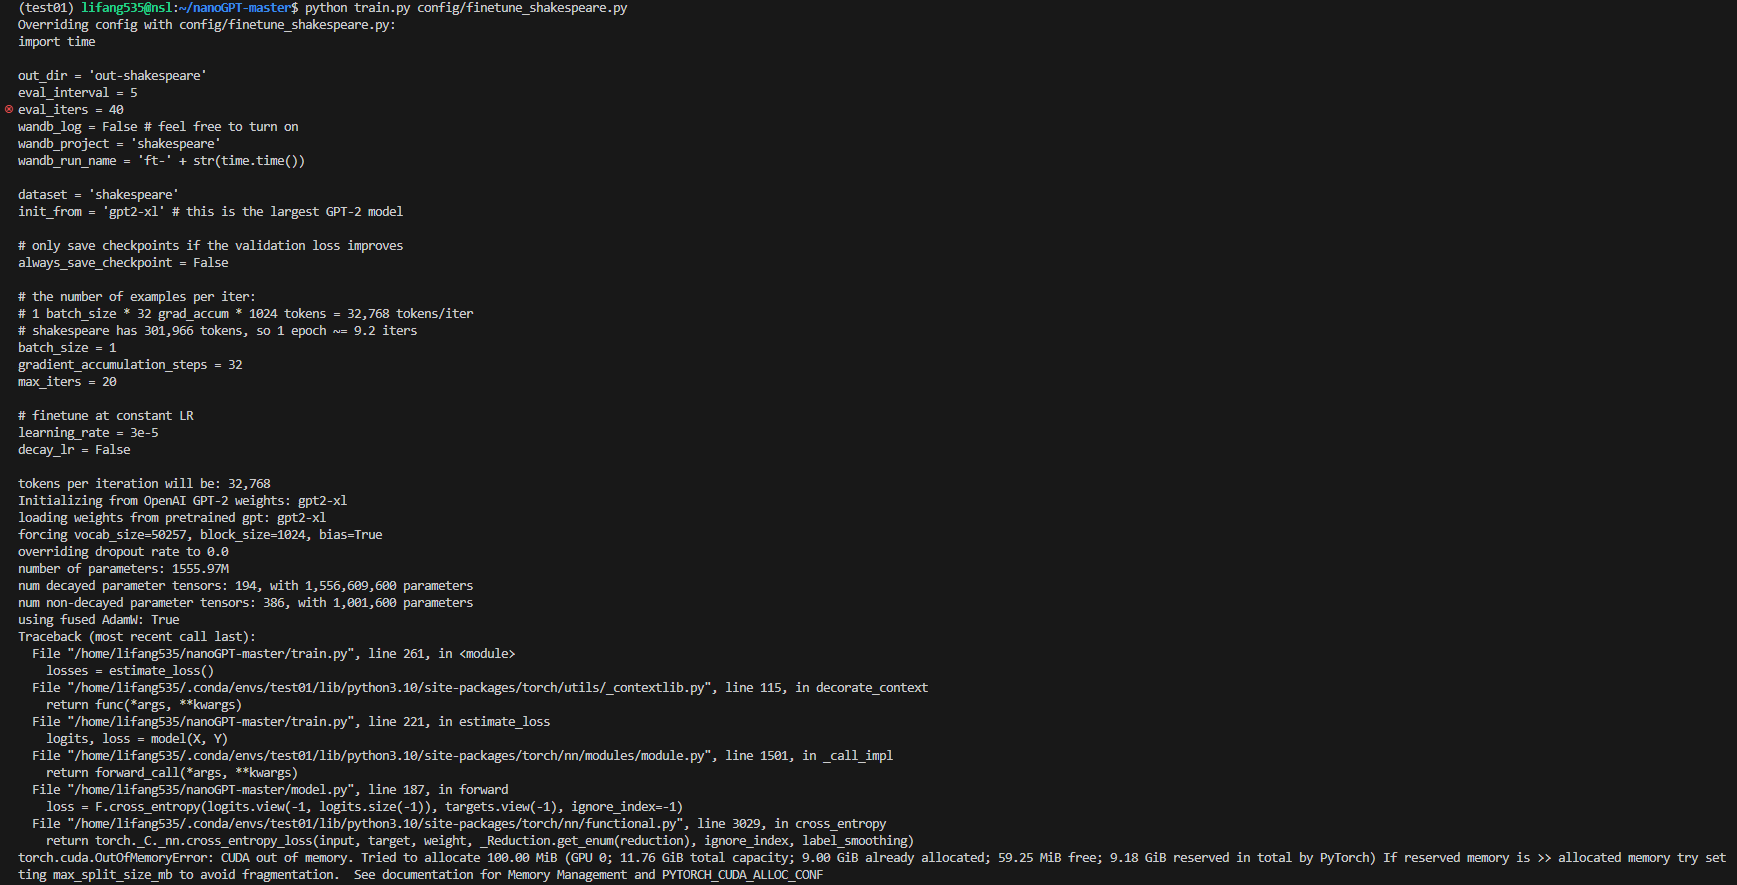 (test01) lifang535@nsl:~/nanoGPT-master$ python train.py config/finetune_shakespeare.py
Overriding config with config/finetune_shakespeare.py:
import time
out_dir = 'out-shakespeare'
eval_interval = 5
eval_iters = 40
wandb_log = False # feel free to turn on
wandb_project = 'shakespeare'
wandb_run_name = 'ft-' + str(time.time())
dataset = 'shakespeare'
init_from = 'gpt2-xl' # this is the largest GPT-2 model
# only save checkpoints if the validation loss improves
always_save_checkpoint = False
# the number of examples per iter:
# 1 batch_size * 32 grad_accum * 1024 tokens = 32,768 tokens/iter
# shakespeare has 301,966 tokens, so 1 epoch ~= 9.2 iters
batch_size = 1
gradient_accumulation_steps = 32
max_iters = 20
# finetune at constant LR
learning_rate = 3e-5
decay_lr = False
tokens per iteration will be: 32,768
Initializing from OpenAI GPT-2 weights: gpt2-xl
loading weights from pretrained gpt: gpt2-xl
forcing vocab_size=50257, block_size=1024, bias=True
overriding dropout rate to 0.0
number of parameters: 1555.97M
num decayed parameter tensors: 194, with 1,556,609,600 parameters
num non-decayed parameter tensors: 386, with 1,001,600 parameters
using fused AdamW: True
Traceback (most recent call last):
  File "/home/lifang535/nanoGPT-master/train.py", line 261, in <module>
    losses = estimate_loss()
  File "/home/lifang535/.conda/envs/test01/lib/python3.10/site-packages/torch/utils/_contextlib.py", line 115, in decorate_context
    return func(*args, **kwargs)
  File "/home/lifang535/nanoGPT-master/train.py", line 221, in estimate_loss
    logits, loss = model(X, Y)
  File "/home/lifang535/.conda/envs/test01/lib/python3.10/site-packages/torch/nn/modules/module.py", line 1501, in _call_impl
    return forward_call(*args, **kwargs)
  File "/home/lifang535/nanoGPT-master/model.py", line 187, in forward
    loss = F.cross_entropy(logits.view(-1, logits.size(-1)), targets.view(-1), ignore_index=-1)
  File "/home/lifang535/.conda/envs/test01/lib/python3.10/site-packages/torch/nn/functional.py", line 3029, in cross_entropy
    return torch._C._nn.cross_entropy_loss(input, target, weight, _Reduction.get_enum(reduction), ignore_index, label_smoothing)
torch.cuda.OutOfMemoryError: CUDA out of memory. Tried to allocate 100.00 MiB (GPU 0; 11.76 GiB total capacity; 9.00 GiB already allocated; 59.25 MiB free; 9.18 GiB reserved in total by PyTorch) If reserved memory is >> allocated memory try set
ting max_split_size_mb to avoid fragmentation.  See documentation for Memory Management and PYTORCH_CUDA_ALLOC_CONF